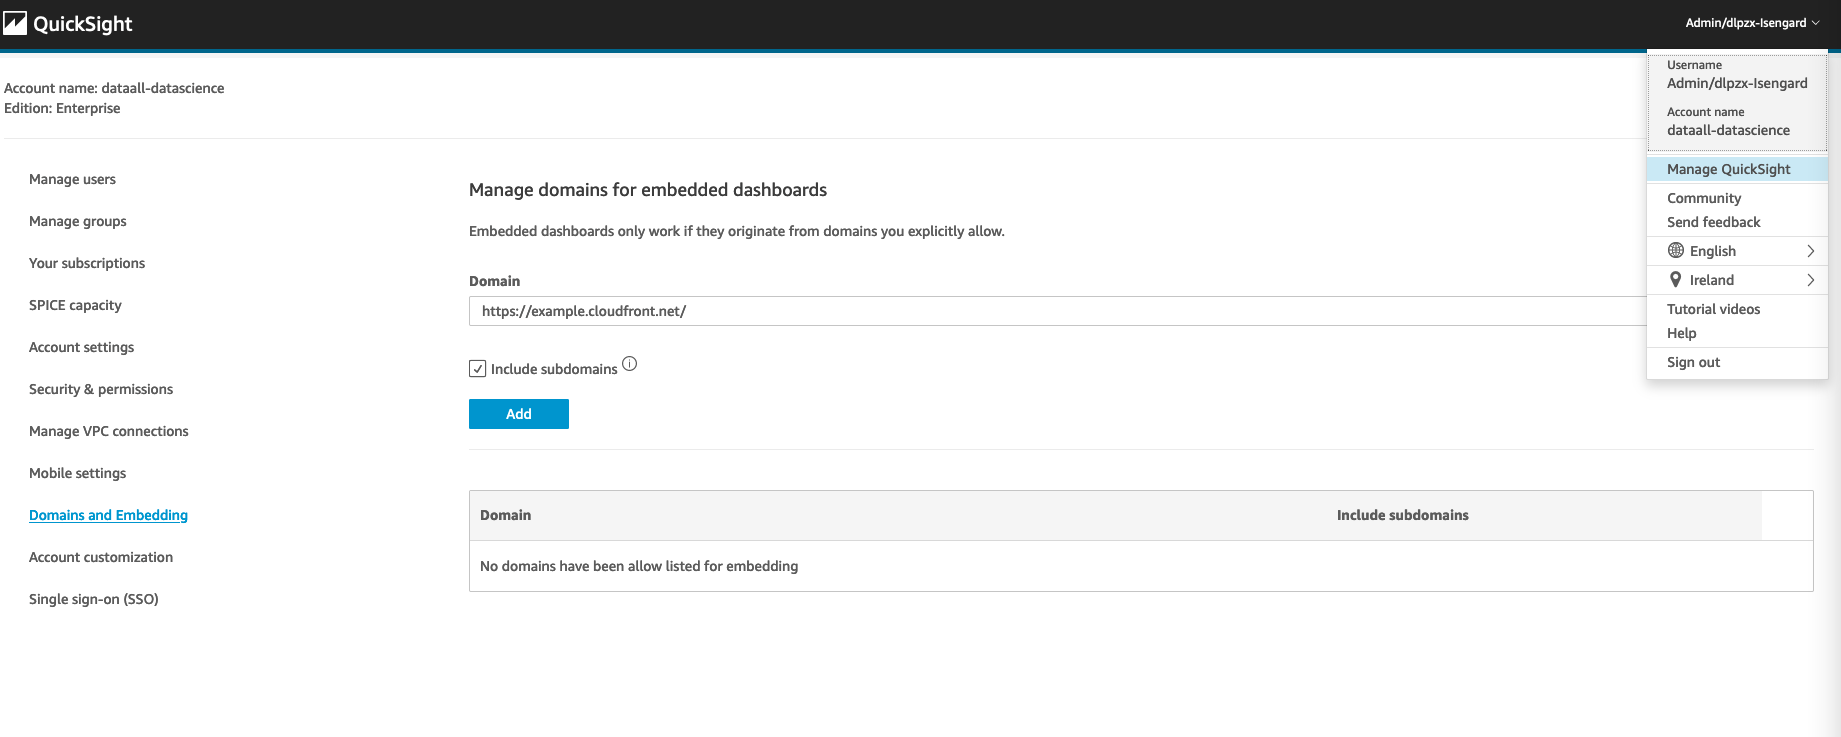 QuickSight
Admin/dlpzx-Isengard
Account name: dataall-datascience
Edition: Enterprise
Manage users
Manage groups
Your subscriptions
SPICE capacity
Account settings
Security & permissions
Manage VPC connections
Mobile settings
Domains and Embedding
Account customization
Single sign-on (SSO)
Manage domains for embedded dashboards
Embedded dashboards only work if they originate from domains you explicitly allow.
Domain
https://example.cloudfront.net/
Include subdomains
Add
Domain Include subdomains
No domains have been allow listed for embedding
Username
Admin/dlpzx-Isengard
Account name
dataall-datascience
Manage QuickSight
Community
Send feedback
English
Ireland
Tutorial videos
Help
Sign out